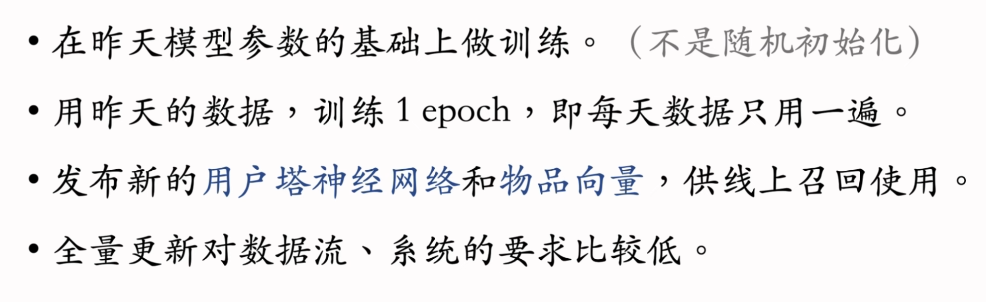 • 在昨天模型参数的基础上做训练。（不是随机初始化）
• 用昨天的数据，训练 1 epoch，即每天数据只用一遍。
• 发布新的用户塔神经网络和物品向量，供线上召回使用。
• 全量更新对数据流、系统的要求比较低。